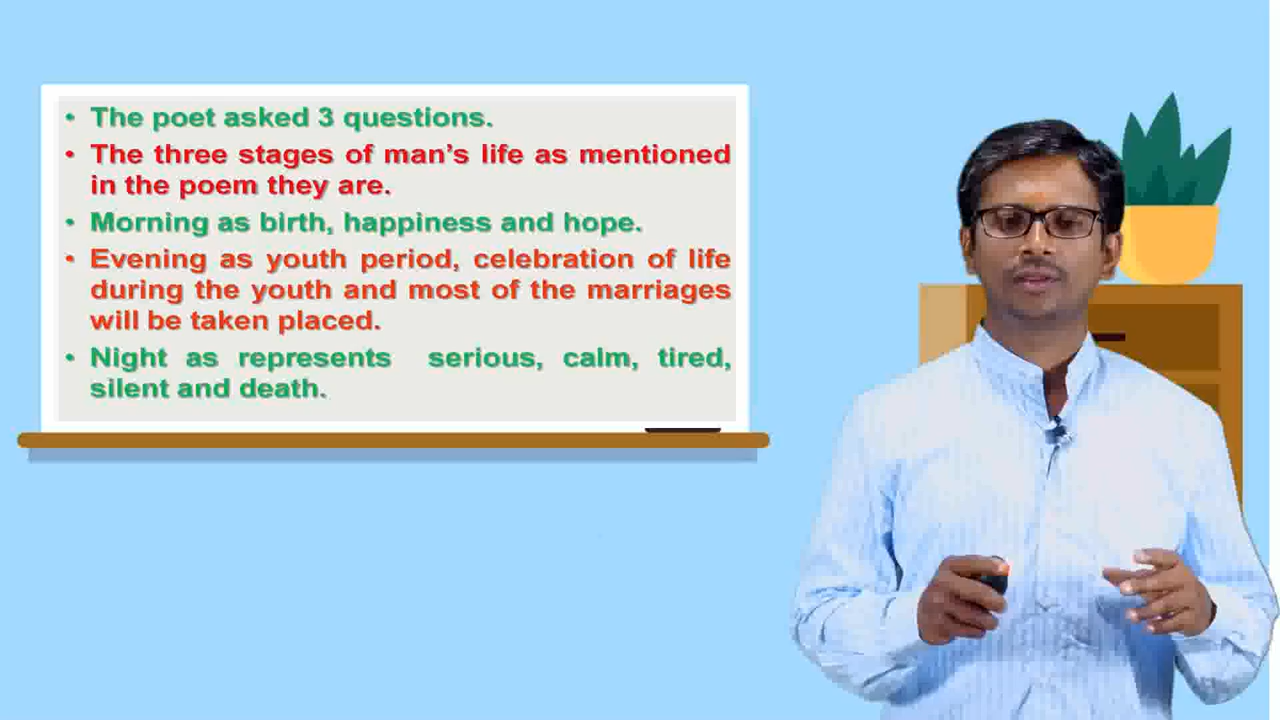 • The poet asked 3 questions.
• The three stages of man's life as mentioned
in the poem they are.
• Morning as birth, happiness and hope.
• Evening as youth period, celebration of life
during the youth and most of the marriages
will be taken placed.
• Night as represents serious, calm, tired,
silent and death.